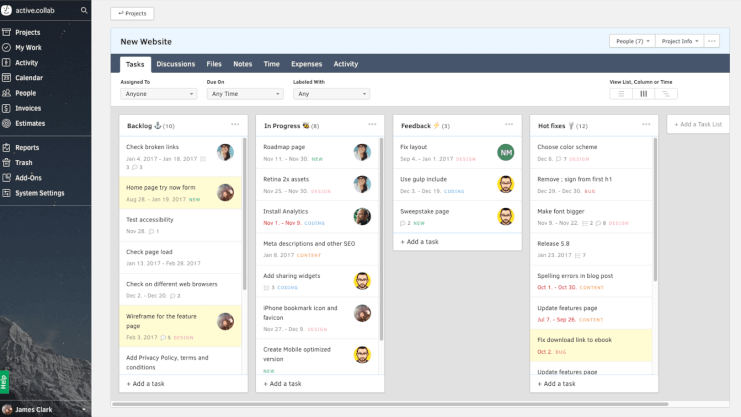 active.collab
Projects
My Work
Activity
Calendar
People
Invoices
Estimates
Reports
Trash
Add-Ons
System Settings
Help
James Clark
Projects
New Website
People (7)
Project Info
Tasks Discussions Files Notes Time Expenses Activity
Assigned To Due On Labeled With View List, Column or Time
Anyone Any Time Any
Backlog (10)
Check broken links
Jan 4. 2017 - Jan 18. 2017
3 3
Home page try now form
Aug 28. - Jan 19. 2017 NEW
Test accessibility
Nov 28. 1
Check page load
Jan 13. 2017 - Feb 28. 2017
Check on different web browsers
Dec 2. - Dec 20. 2
Wireframe for the feature
page
Feb 3. 2017 5 DESIGN
Add Privacy Policy, terms and
conditions
+ Add a task
In Progress (8)
Roadmap page
Nov 11. - Nov 30. NEW
Retina 2x assets
Nov 25. - Nov 30. DESIGN
Install Analytics
Nov 1. - Nov 9. CODING
Meta descriptions and other SEO
Jan 8. 2017 CONTENT
Add sharing widgets
3 CODING
iPhone bookmark icon and
favicon
Nov 27. - Dec 9. DESIGN
Create Mobile optimized
version
NEW
+ Add a task
Feedback (3)
Fix layout
Sep 4. - Jan 1. 2017 DESIGN
NM
Use gulp include
Dec 5. - Dec 19. CODING
Sweepstake page
2 NEW
+ Add a task
Hot fixes (12)
Choose color scheme
Dec 8. 7 DESIGN
Remove ; sign from first h1
Dec 29. - Dec 30. BUG
Make font bigger
Nov 9. - Nov 22. 2 8 DESIGN
Release 5.8
Jan 23. 2017 7
Spelling errors in blog post
Oct 1. - Oct 30. CONTENT
Update features page
Jul 7. - Sep 26. CONTENT
Fix download link to ebook
Oct 2. BUG
Update features page
+ Add a task
+ Add a Task List